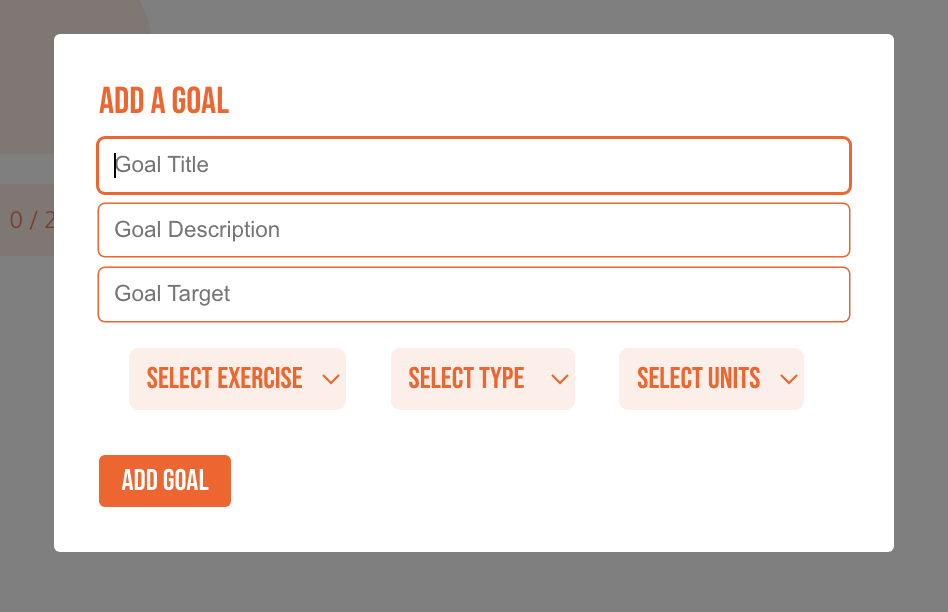 ADD A GOAL
Goal Title
0 / 2
Goal Description
Goal Target
SELECT EXERCISE SELECT TYPE SELECT UNITS
ADD GOAL